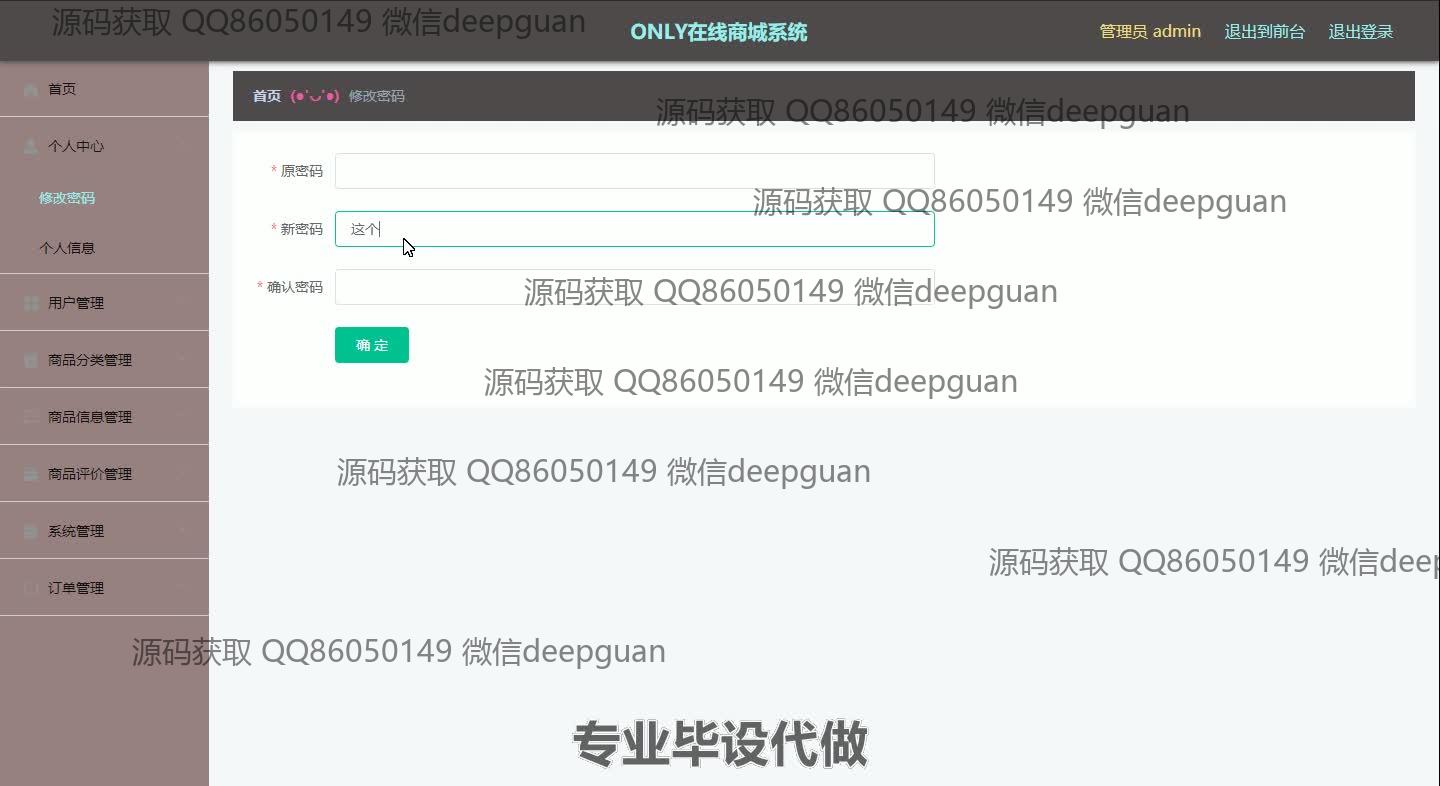 源码获取 QQ86050149 微信deepguan
ONLY在线商城系统
管理员 admin
退出到前台
退出登录
首页
个人中心
修改密码
个人信息
用户管理
商品分类管理
商品信息管理
商品评价管理
系统管理
订单管理
首页 (●'◡'●) 修改密码
源码获取 QQ86050149 微信deepguan
* 原密码
源码获取 QQ86050149 微信deepguan
* 新密码
这个
* 确认密码
源码获取 QQ86050149 微信deepguan
确 定
源码获取 QQ86050149 微信deepguan
源码获取 QQ86050149 微信deepguan
源码获取 QQ86050149 微信deep
源码获取 QQ86050149 微信deepguan
专业毕设代做